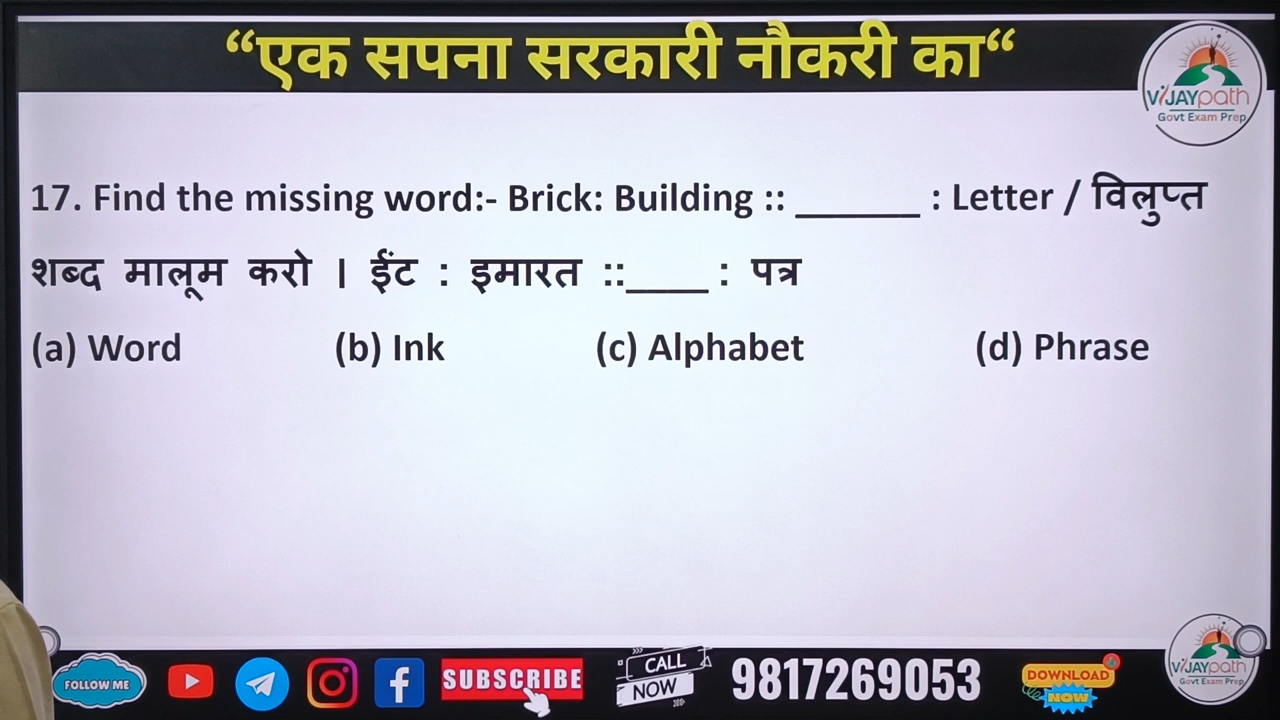 “एक सपना सरकारी नौकरी का“
ViJAYpath
Govt Exam Prep
17. Find the missing word:- Brick: Building :: ______ : Letter / विलुप्त
शब्द मालूम करो । ईंट : इमारत ::____ : पत्र
(a) Word (b) Ink (c) Alphabet (d) Phrase
FOLLOW ME
f
SUBSCRIBE
CALL
NOW
9817269053
DOWNLOAD
NOW
ViJAYpath
Govt Exam Prep